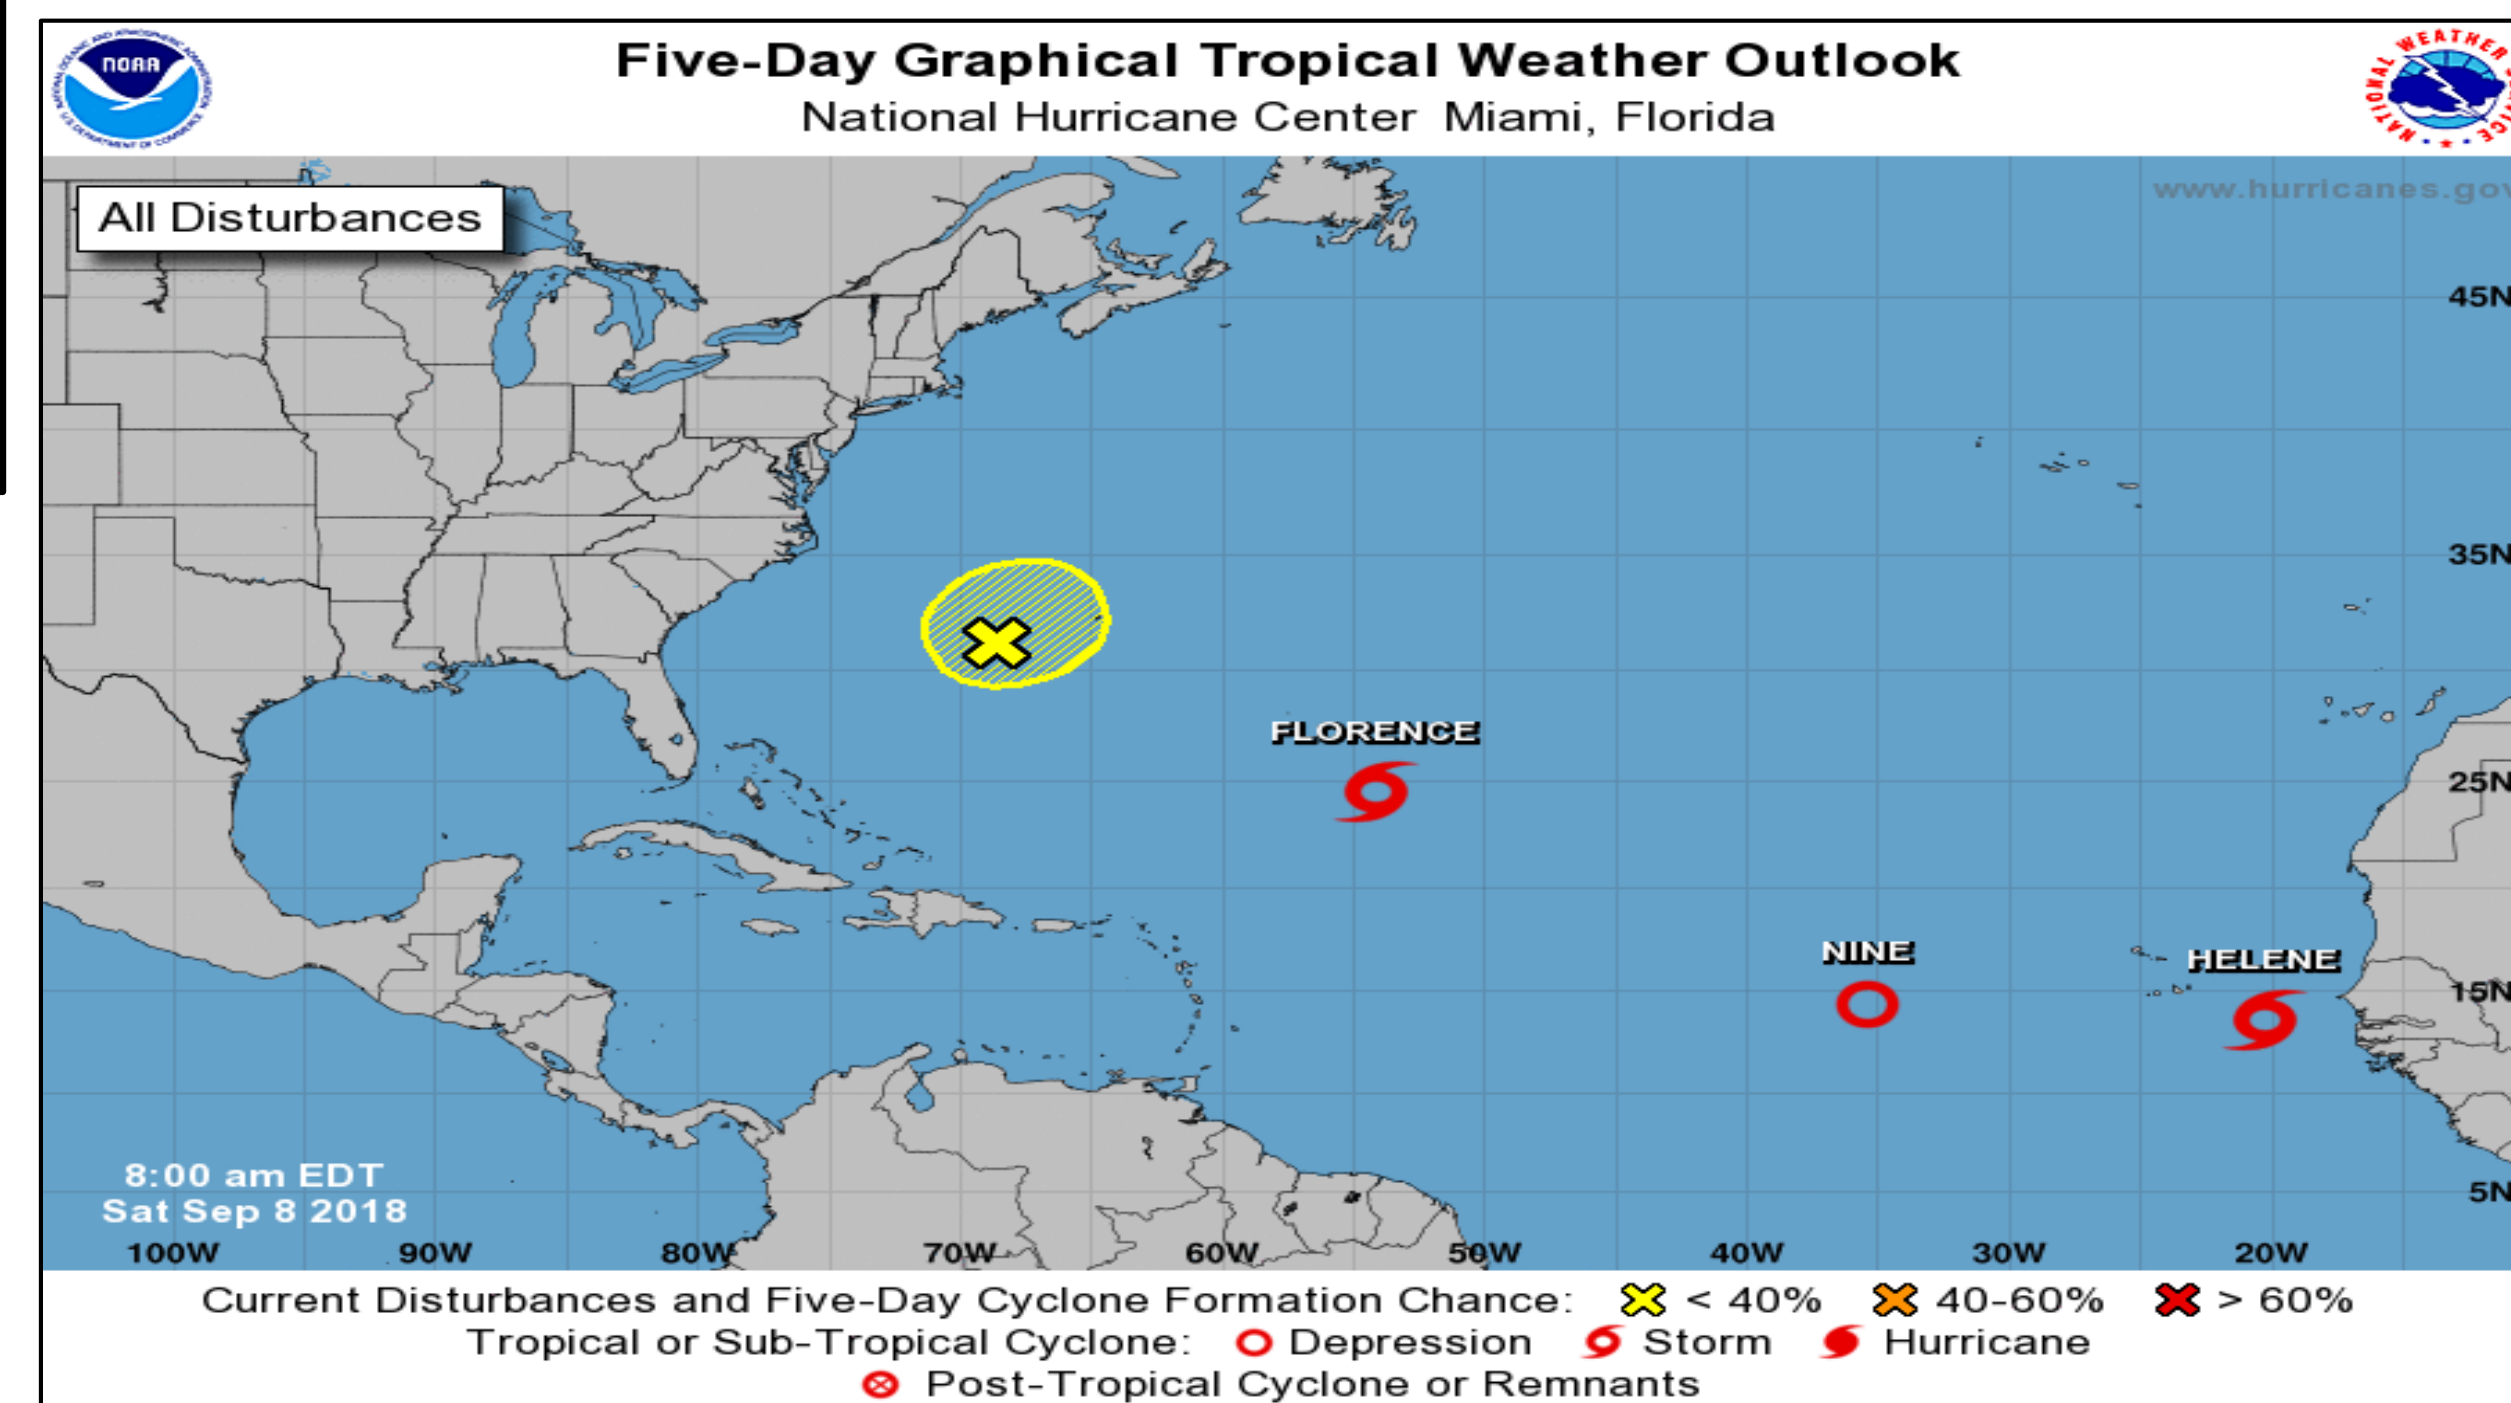 Five-Day Graphical Tropical Weather Outlook
National Hurricane Center Miami, Florida
NOAA
NATIONAL WEATHER
All Disturbances
www.hurricanes.gov
45N
35N
FLORENCE
25N
NINE
HELENE
15N
8:00 am EDT
Sat Sep 8 2018
5N
100W 90W 80W 70W 60W 50W 40W 30W 20W
Current Disturbances and Five-Day Cyclone Formation Chance: < 40% 40-60% > 60%
Tropical or Sub-Tropical Cyclone: Depression Storm Hurricane
Post-Tropical Cyclone or Remnants